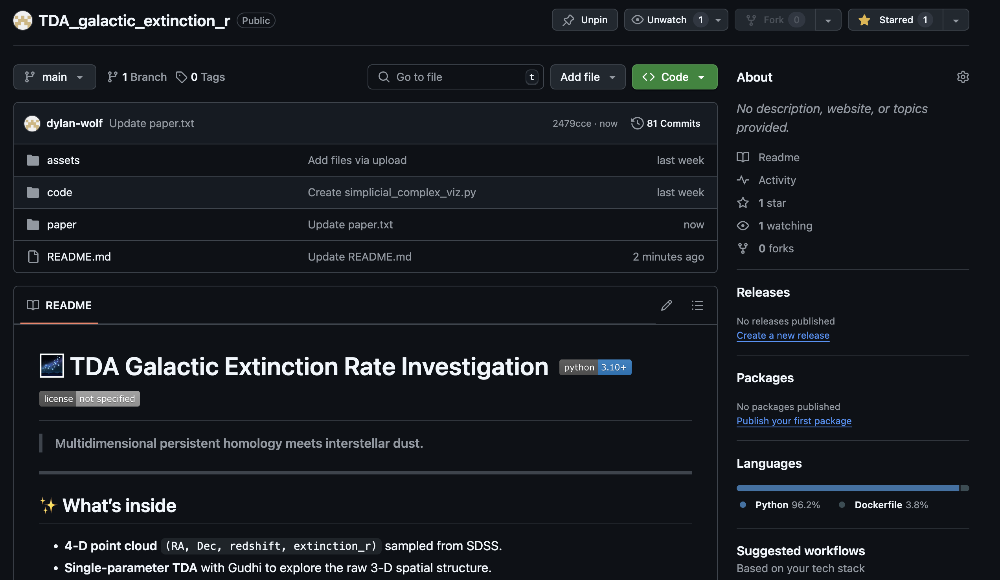 TDA_galactic_extinction_r Public Unpin Unwatch 1 Fork 0 Starred 1
main 1 Branch 0 Tags Go to file t Add file Code
dylan-wolf Update paper.txt 2479cce · now 81 Commits
assets Add files via upload last week
code Create simplicial_complex_viz.py last week
paper Update paper.txt now
README.md Update README.md 2 minutes ago
README
TDA Galactic Extinction Rate Investigation python 3.10+
license not specified
Multidimensional persistent homology meets interstellar dust.
✨ What’s inside
• 4-D point cloud (RA, Dec, redshift, extinction_r) sampled from SDSS.
• Single-parameter TDA with Gudhi to explore the raw 3-D spatial structure.
About
No description, website, or topics
provided.
Readme
Activity
1 star
1 watching
0 forks
Releases
No releases published
Create a new release
Packages
No packages published
Publish your first package
Languages
Python 96.2% Dockerfile 3.8%
Suggested workflows
Based on your tech stack